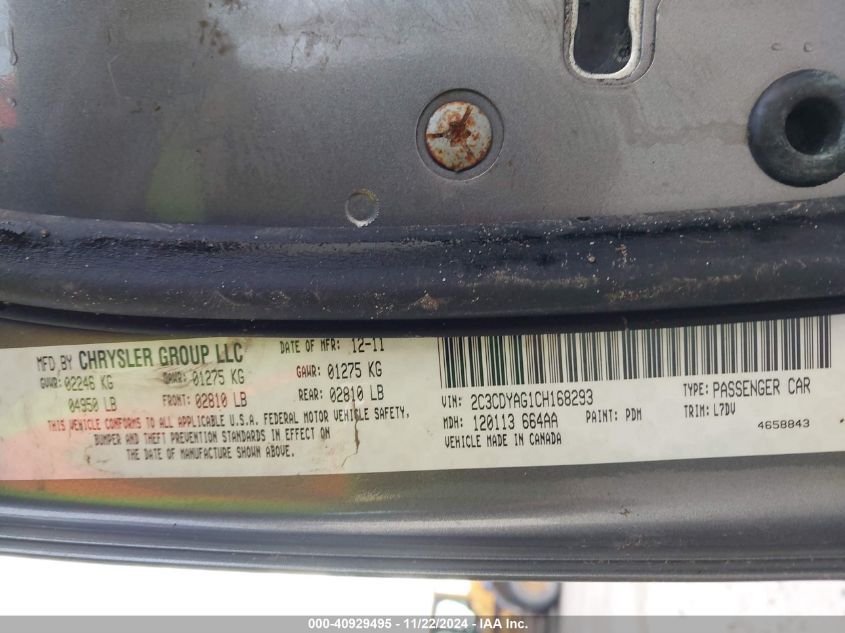 MFD BY CHRYSLER GROUP LLC DATE OF MFR: 12-11
GVWR: 02246 KG GAWR: 01275 KG GAWR: 01275 KG
04950 LB FRONT: 02810 LB REAR: 02810 LB
THIS VEHICLE CONFORMS TO ALL APPLICABLE U.S.A. FEDERAL MOTOR VEHICLE SAFETY,
BUMPER AND THEFT PREVENTION STANDARDS IN EFFECT ON
THE DATE OF MANUFACTURE SHOWN ABOVE.
VIN: 2C3CDYAG1CH168293 TYPE: PASSENGER CAR
MDH: 120113 664AA PAINT: PDM TRIM: L7DV
VEHICLE MADE IN CANADA 4658843
000-40929495 - 11/22/2024 - IAAI.COM